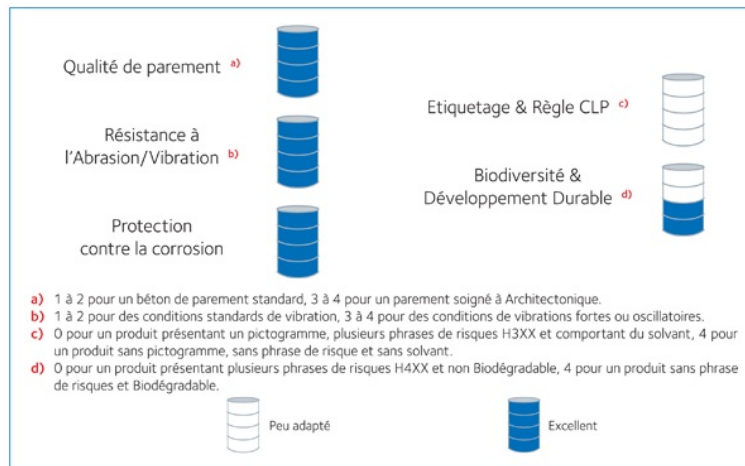 Qualité de parement a)
Résistance à
l'Abrasion/Vibration b)
Protection
contre la corrosion
Etiquetage & Règle CLP c)
Biodiversité &
Développement Durable d)
a) 1 à 2 pour un béton de parement standard, 3 à 4 pour un parement soigné à Architectonique.
b) 1 à 2 pour des conditions standards de vibration, 3 à 4 pour des conditions de vibrations fortes ou oscillatoires.
c) 0 pour un produit présentant un pictogramme, plusieurs phrases de risques H3XX et comportant du solvant, 4 pour
un produit sans pictogramme, sans phrase de risque et sans solvant.
d) 0 pour un produit présentant plusieurs phrases de risques H4XX et non Biodégradable, 4 pour un produit sans phrase
de risques et Biodégradable.
Peu adapté
Excellent